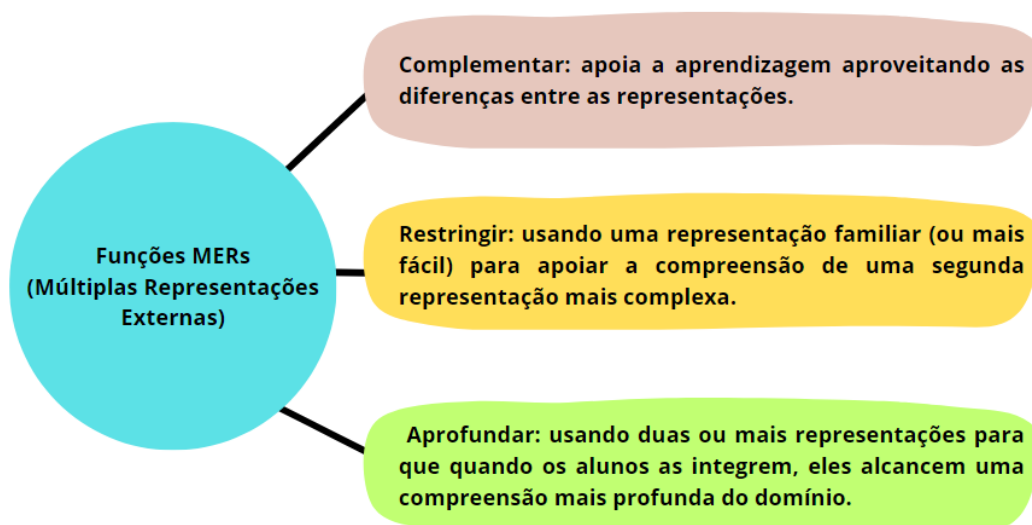 Funções MERs
(Múltiplas Representações
Externas)
Complementar: apoia a aprendizagem aproveitando as
diferenças entre as representações.
Restringir: usando uma representação familiar (ou mais
fácil) para apoiar a compreensão de uma segunda
representação mais complexa.
Aprofundar: usando duas ou mais representações para
que quando os alunos as integrem, eles alcancem uma
compreensão mais profunda do domínio.